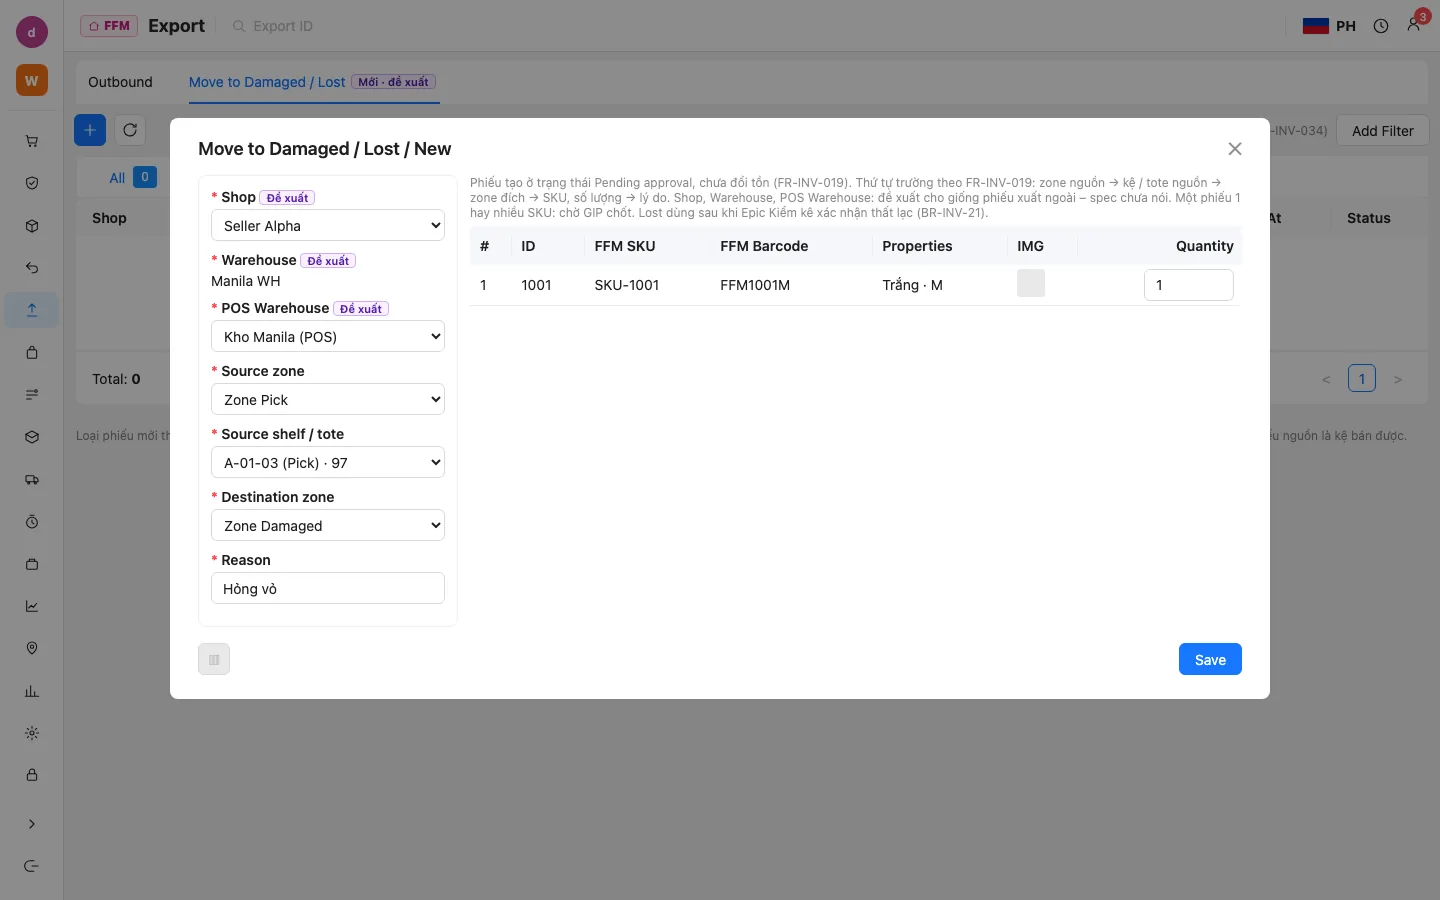 d
FFM
Export
Export ID
PH
3
W
Outbound
Move to Damaged / Lost
Mới · đề xuất
-INV-034)
Add Filter
All
0
Shop
At
Status
Total: 0
<
1
>
Loại phiếu mới th
ếu nguồn là kệ bán được.
Move to Damaged / Lost / New
* Shop Đề xuất
Seller Alpha
* Warehouse Đề xuất
Manila WH
* POS Warehouse Đề xuất
Kho Manila (POS)
* Source zone
Zone Pick
* Source shelf / tote
A-01-03 (Pick) · 97
* Destination zone
Zone Damaged
* Reason
Hỏng vỏ
Phiếu tạo ở trạng thái Pending approval, chưa đổi tồn (FR-INV-019). Thứ tự trường theo FR-INV-019: zone nguồn → kệ / tote nguồn →
zone đích → SKU, số lượng → lý do. Shop, Warehouse, POS Warehouse: đề xuất cho giống phiếu xuất ngoài – spec chưa nói. Một phiếu 1
hay nhiều SKU: chờ GIP chốt. Lost dùng sau khi Epic Kiểm kê xác nhận thất lạc (BR-INV-21).
# ID FFM SKU FFM Barcode Properties IMG Quantity
1 1001 SKU-1001 FFM1001M Trắng · M 1
Save